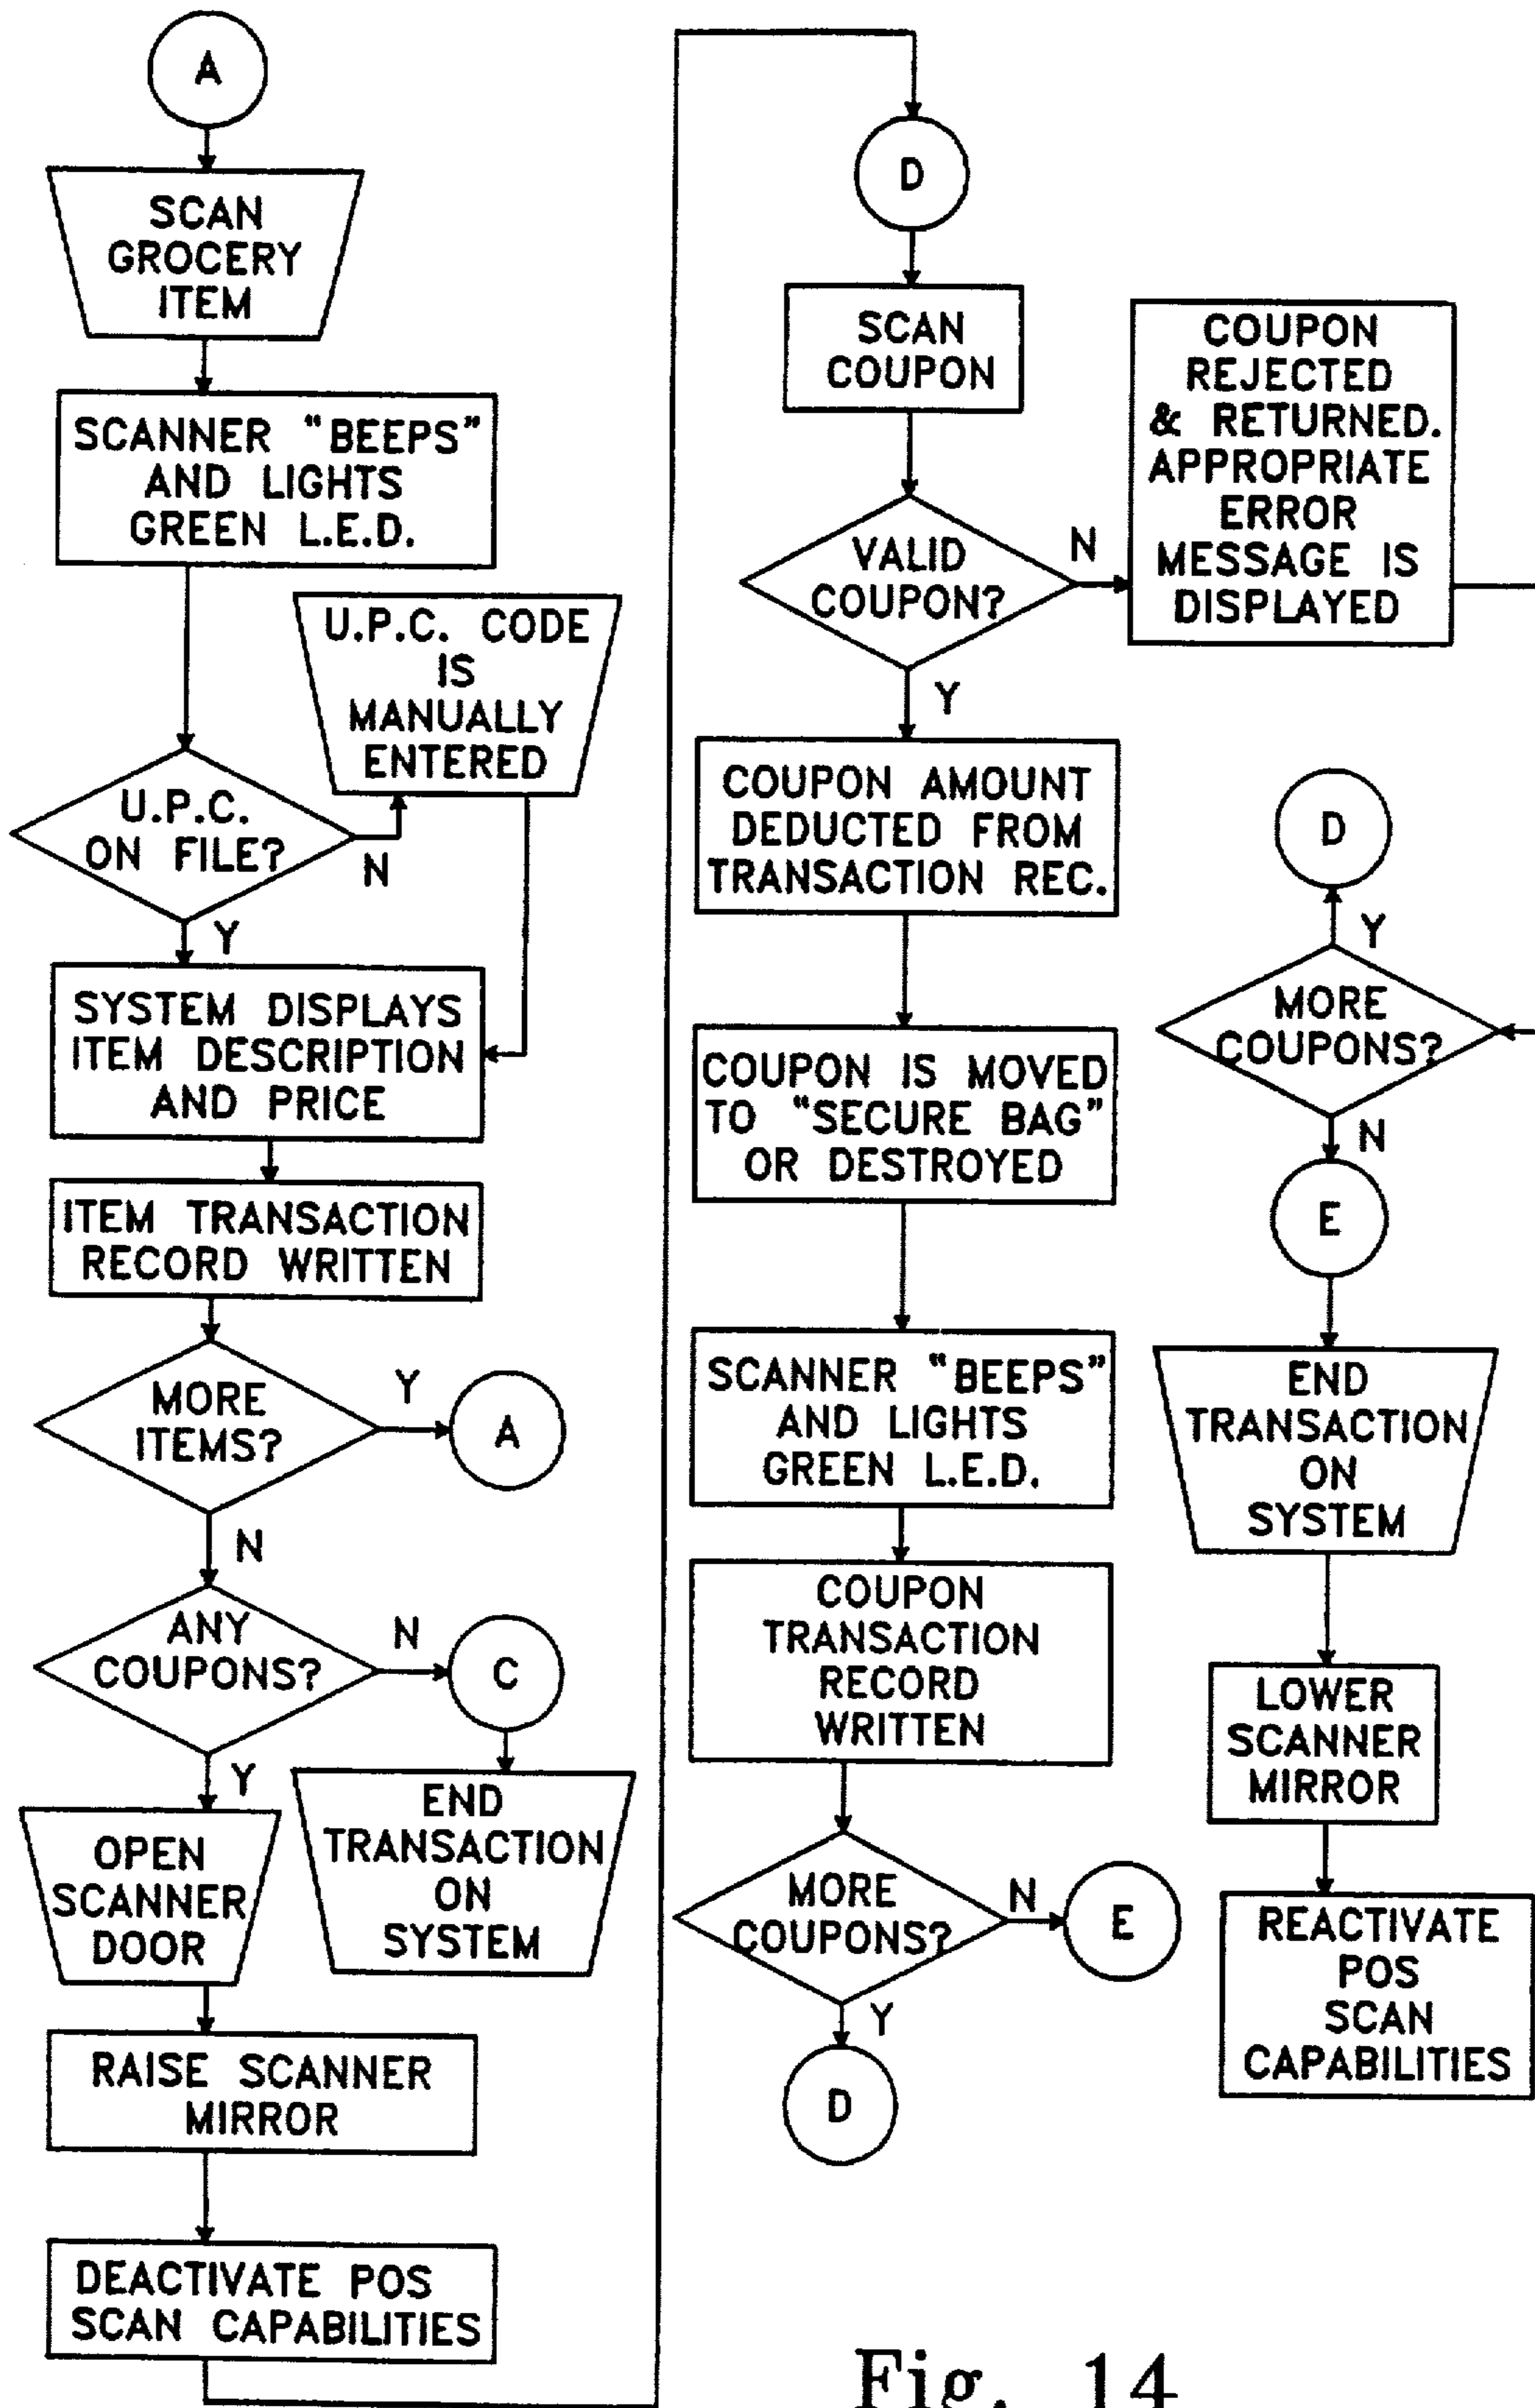 A
SCAN
GROCERY
ITEM
SCANNER "BEEPS"
AND LIGHTS
GREEN L.E.D.
U.P.C. CODE
IS
MANUALLY
ENTERED
U.P.C.
ON FILE?
N
Y
SYSTEM DISPLAYS
ITEM DESCRIPTION
AND PRICE
ITEM TRANSACTION
RECORD WRITTEN
MORE
ITEMS?
Y
A
N
ANY
COUPONS?
N
C
Y
END
TRANSACTION
ON
SYSTEM
OPEN
SCANNER
DOOR
RAISE SCANNER
MIRROR
DEACTIVATE POS
SCAN CAPABILITIES
D
SCAN
COUPON
VALID
COUPON?
N
COUPON
REJECTED
& RETURNED.
APPROPRIATE
ERROR
MESSAGE IS
DISPLAYED
Y
COUPON AMOUNT
DEDUCTED FROM
TRANSACTION REC.
COUPON IS MOVED
TO "SECURE BAG"
OR DESTROYED
SCANNER "BEEPS"
AND LIGHTS
GREEN L.E.D.
COUPON
TRANSACTION
RECORD
WRITTEN
MORE
COUPONS?
N
E
Y
D
D
Y
MORE
COUPONS?
N
E
END
TRANSACTION
ON
SYSTEM
LOWER
SCANNER
MIRROR
REACTIVATE
POS
SCAN
CAPABILITIES
Fig. 14